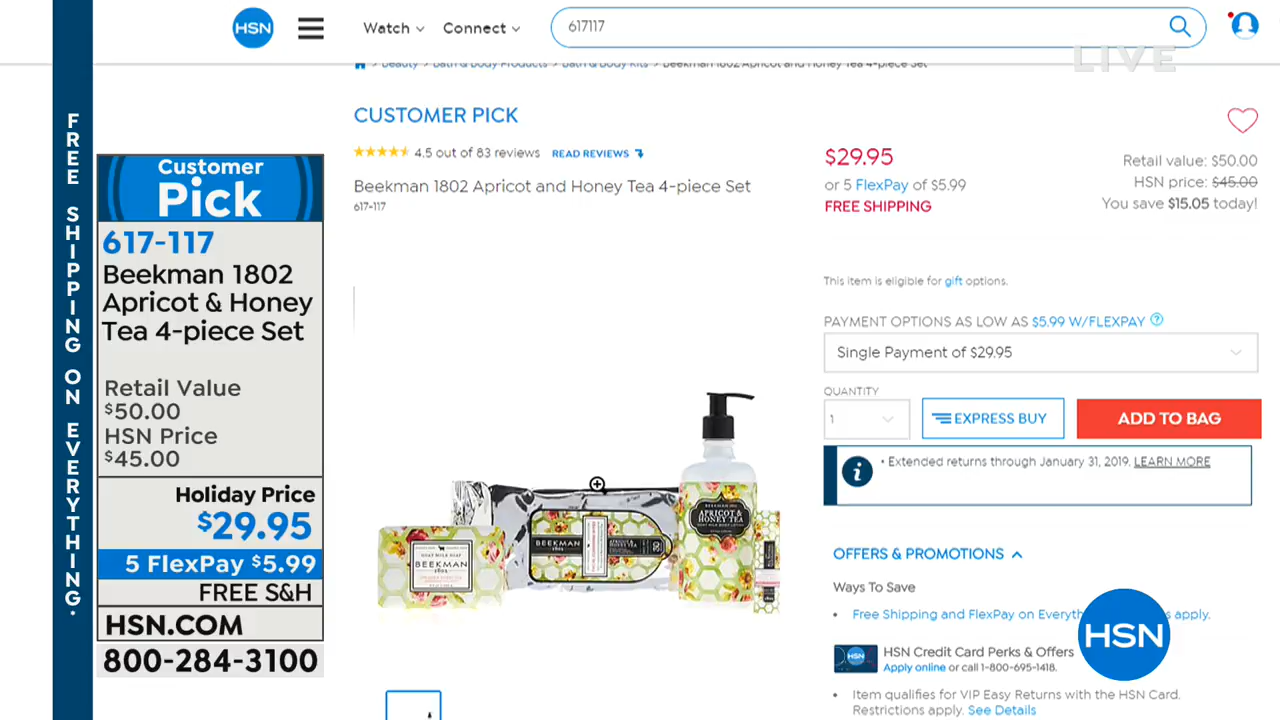 HSN
Watch
Connect
617117
LIVE
Beauty > Bath & Body Products > Bath & Body Kits > Beekman 1802 Apricot and Honey Tea 4-piece Set
FREE SHIPPING ON EVERYTHING.
Customer
Pick
617-117
Beekman 1802
Apricot & Honey
Tea 4-piece Set
Retail Value
$50.00
HSN Price
$45.00
Holiday Price
$29.95
5 FlexPay $5.99
FREE S&H
HSN.COM
800-284-3100
CUSTOMER PICK
4.5 out of 83 reviews READ REVIEWS
Beekman 1802 Apricot and Honey Tea 4-piece Set
617-117
BEEKMAN
1802
BEEKMAN
1802
APRICOT &
HONEY TEA
$29.95
or 5 FlexPay of $5.99
FREE SHIPPING
Retail value: $50.00
HSN price: $45.00
You save $15.05 today!
This item is eligible for gift options.
PAYMENT OPTIONS AS LOW AS $5.99 W/FLEXPAY ?
Single Payment of $29.95
QUANTITY
1
EXPRESS BUY
ADD TO BAG
• Extended returns through January 31, 2019. LEARN MORE
OFFERS & PROMOTIONS
Ways To Save
• Free Shipping and FlexPay on Everyth s apply.
HSN
HSN Credit Card Perks & Offers
Apply online or call 1-800-695-1418.
HSN
• Item qualifies for VIP Easy Returns with the HSN Card.
Restrictions apply. See Details